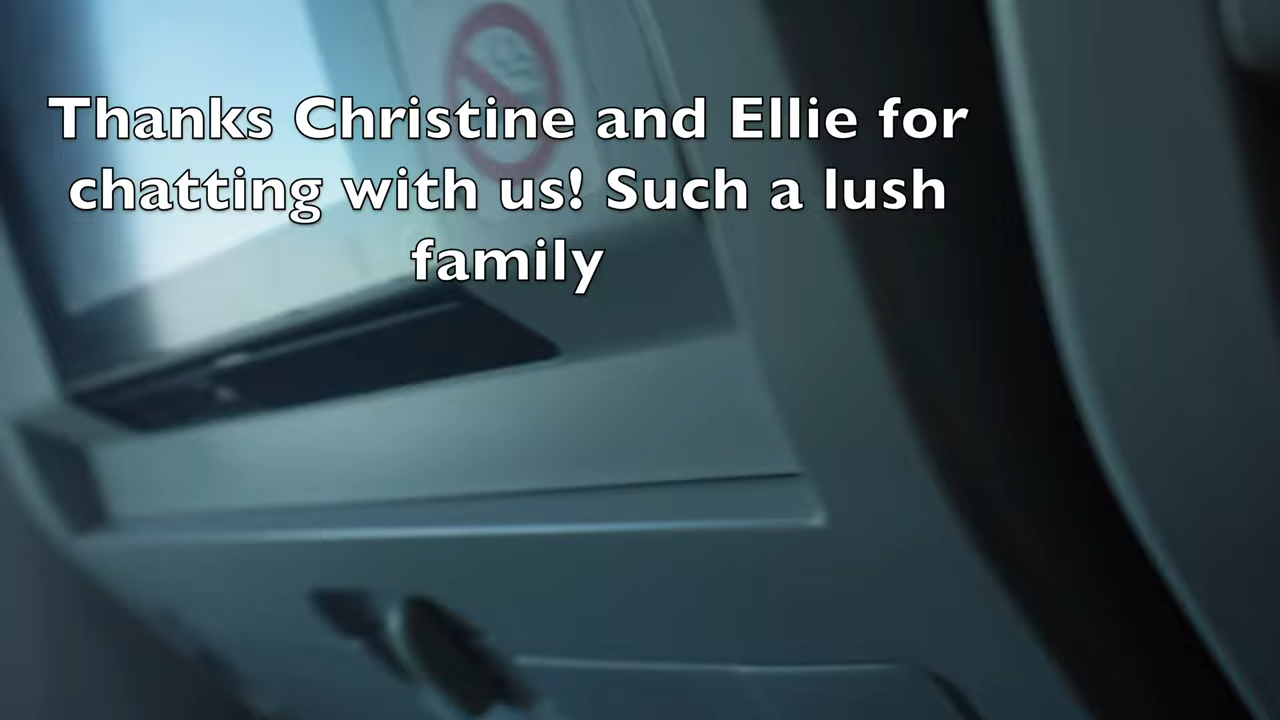 Thanks Christine and Ellie for
chatting with us! Such a lush
family